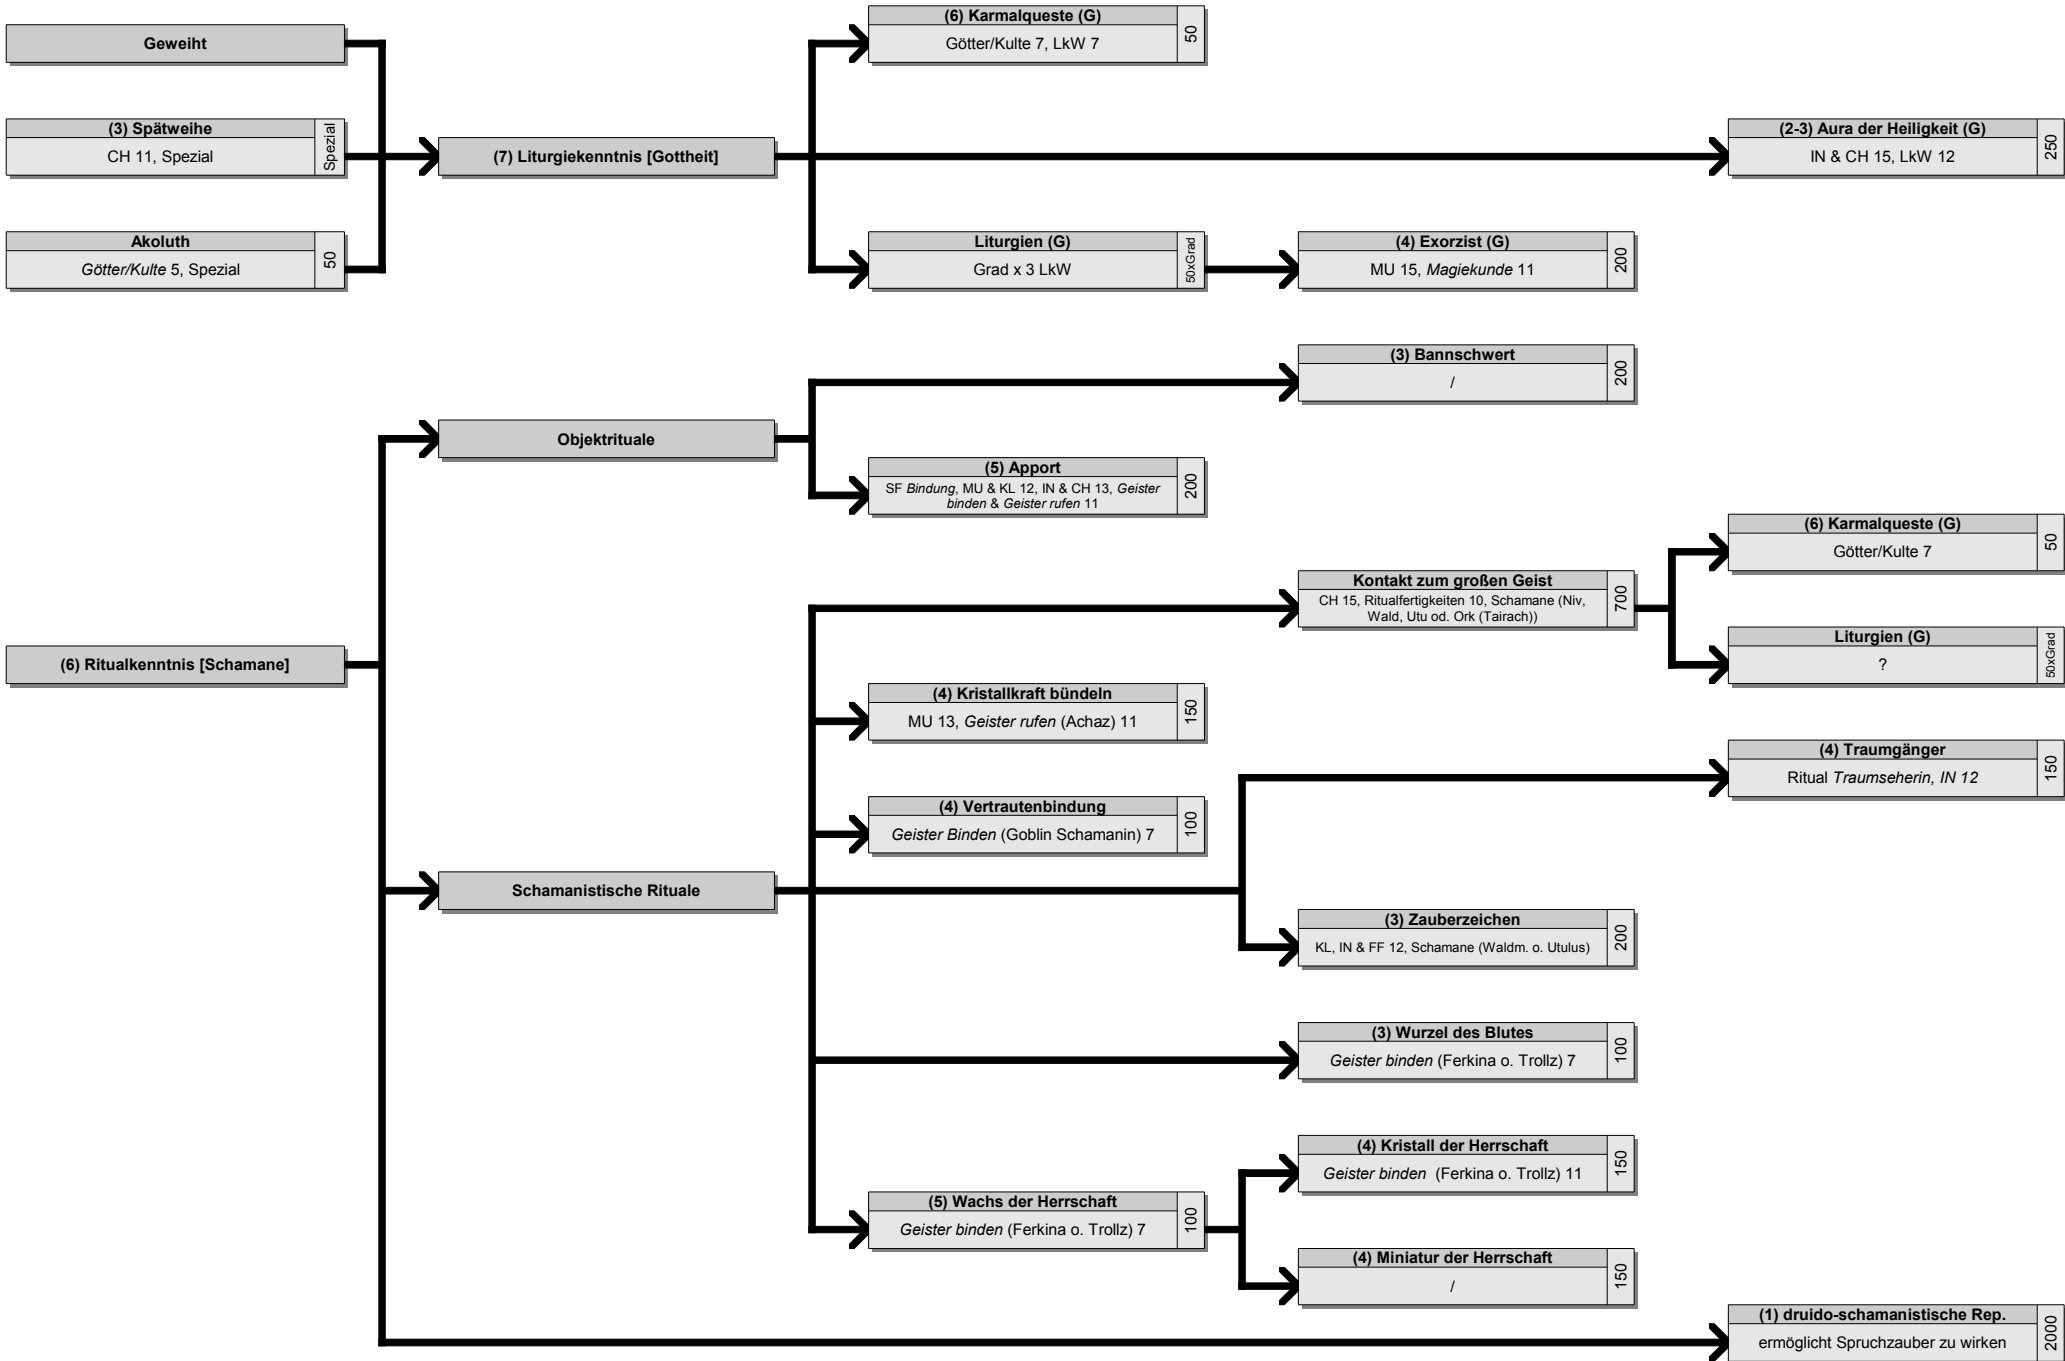 Geweiht
(3) Spätweihe
CH 11, Spezial
Spezial
Akoluth
Götter/Kulte 5, Spezial
50
(7) Liturgiekenntnis [Gottheit]
(6) Karmalqueste (G)
Götter/Kulte 7, LkW 7
50
(2-3) Aura der Heiligkeit (G)
IN & CH 15, LkW 12
250
Liturgien (G)
Grad x 3 LkW
50xGrad
(4) Exorzist (G)
MU 15, Magiekunde 11
200
(6) Ritualkenntnis [Schamane]
Objektrituale
(3) Bannschwert
/
200
(5) Apport
SF Bindung, MU & KL 12, IN & CH 13, Geister
binden & Geister rufen 11
200
Schamanistische Rituale
Kontakt zum großen Geist
CH 15, Ritualfertigkeiten 10, Schamane (Niv,
Wald, Utu od. Ork (Tairach))
700
(6) Karmalqueste (G)
Götter/Kulte 7
50
Liturgien (G)
?
50xGrad
(4) Kristallkraft bündeln
MU 13, Geister rufen (Achaz) 11
150
(4) Vertrautenbindung
Geister Binden (Goblin Schamanin) 7
100
(4) Traumgänger
Ritual Traumseherin, IN 12
150
(3) Zauberzeichen
KL, IN & FF 12, Schamane (Waldm. o. Utulus)
200
(3) Wurzel des Blutes
Geister binden (Ferkina o. Trollz) 7
100
(5) Wachs der Herrschaft
Geister binden (Ferkina o. Trollz) 7
100
(4) Kristall der Herrschaft
Geister binden (Ferkina o. Trollz) 11
150
(4) Miniatur der Herrschaft
/
150
(1) druido-schamanistische Rep.
ermöglicht Spruchzauber zu wirken
2000